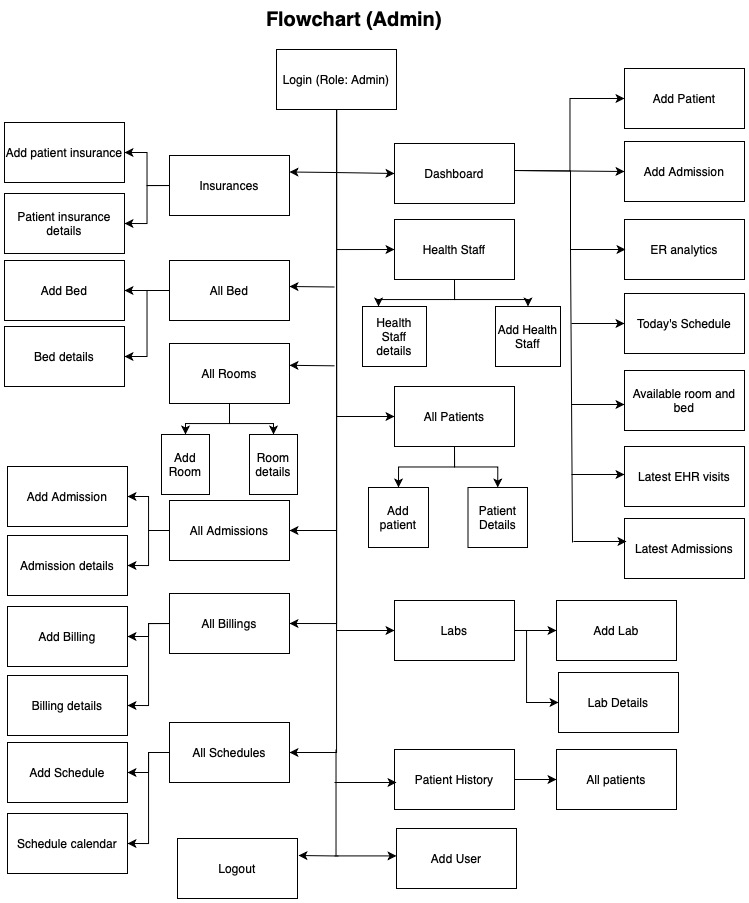 Flowchart (Admin)
Login (Role: Admin)
Add Patient
Add patient insurance
Insurances
Dashboard
Add Admission
Patient insurance
details
Health Staff
ER analytics
Add Bed
All Bed
Health
Staff
details
Add Health
Staff
Today's Schedule
Bed details
All Rooms
Available room and
bed
All Patients
Add
Room
Room
details
Latest EHR visits
Add Admission
Add
patient
Patient
Details
All Admissions
Latest Admissions
Admission details
All Billings
Labs
Add Lab
Add Billing
Billing details
Lab Details
All Schedules
Add Schedule
Patient History
All patients
Schedule calendar
Logout
Add User